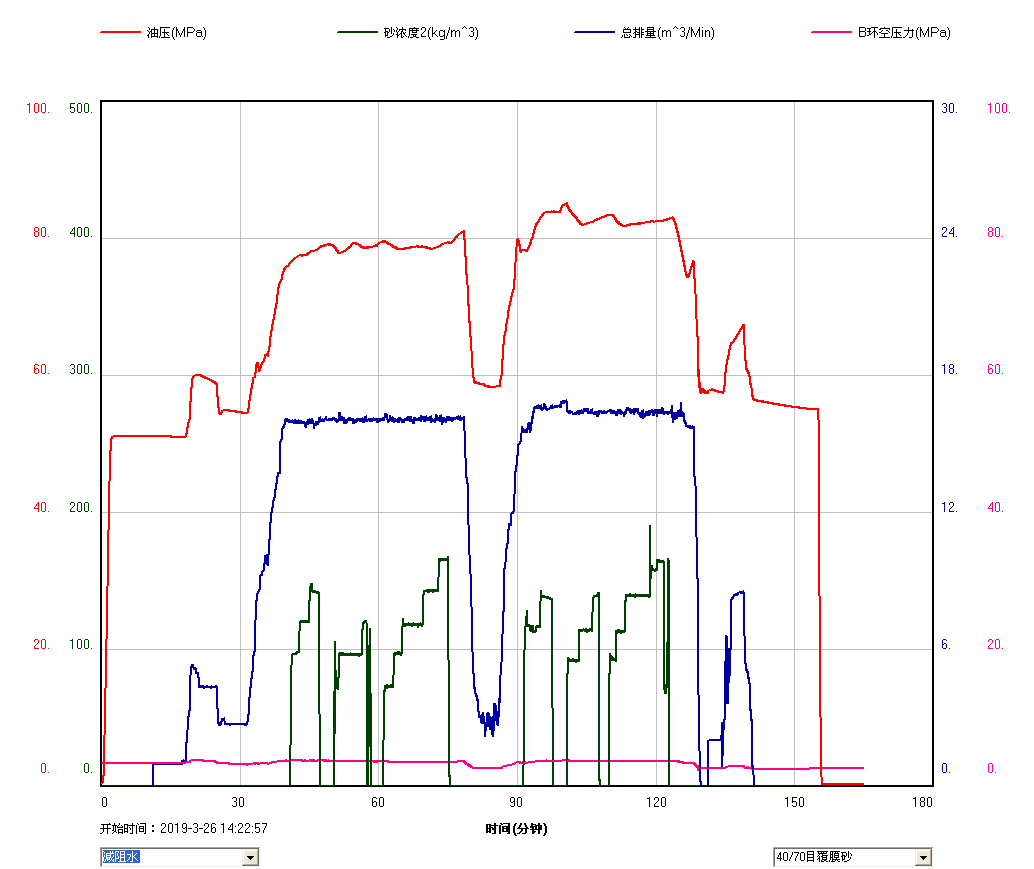 油压(MPa) 砂浓度2(kg/m^3) 总排量(m^3/Min) B环空压力(MPa)
100. 500. 30. 100.
80. 400. 24. 80.
60. 300. 18. 60.
40. 200. 12. 40.
20. 100. 6. 20.
0. 0. 0. 0.
0 30 60 90 120 150 180
开始时间：2019-3-26 14:22:57 时间(分钟)
减阻水 40/70目覆膜砂